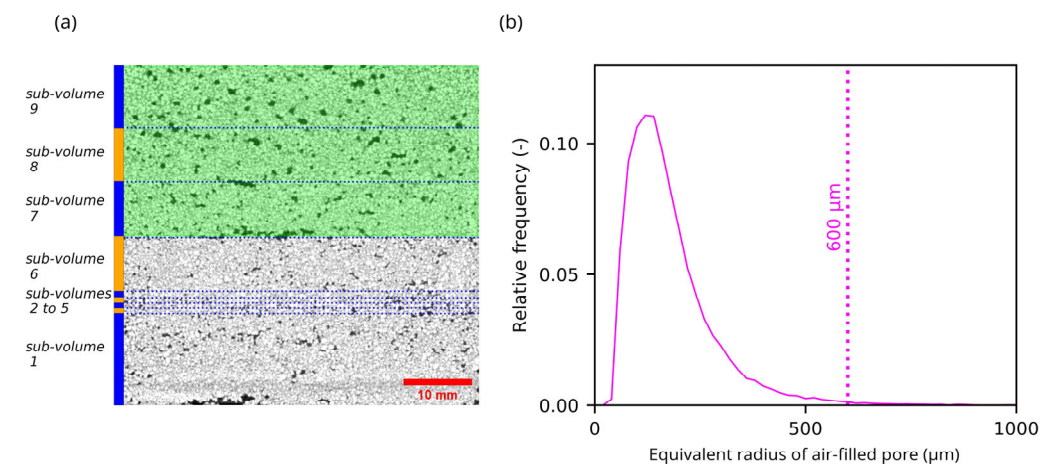 (a)
sub-volume
9
sub-volume
8
sub-volume
7
sub-volume
6
sub-volumes
2 to 5
sub-volume
1
10 mm
(b)
Relative frequency (-)
0.10
0.05
0.00
600 µm
0
500
1000
Equivalent radius of air-filled pore (µm)